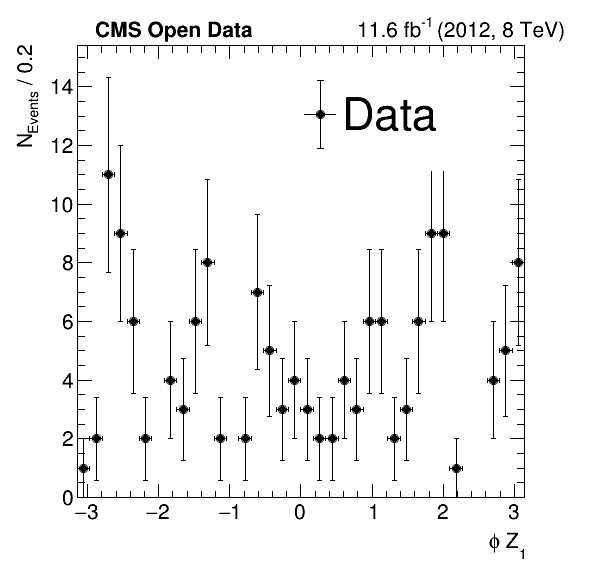 CMS Open Data 11.6 fb-1 (2012, 8 TeV)
NEvents / 0.2
Data
14
12
10
8
6
4
2
0
−3 −2 −1 0 1 2 3
ϕ Z1